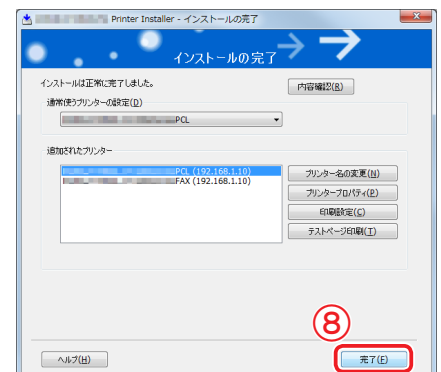 Printer Installer - インストールの完了
インストールの完了
インストールは正常に完了しました。
内容確認(R)
通常使うプリンターの設定(D)
PCL
追加されたプリンター
PCL (192.168.1.10)
FAX (192.168.1.10)
プリンター名の変更(N)
プリンタープロパティ(P)
印刷設定(C)
テストページ印刷(T)
⑧
ヘルプ(H)
完了(F)